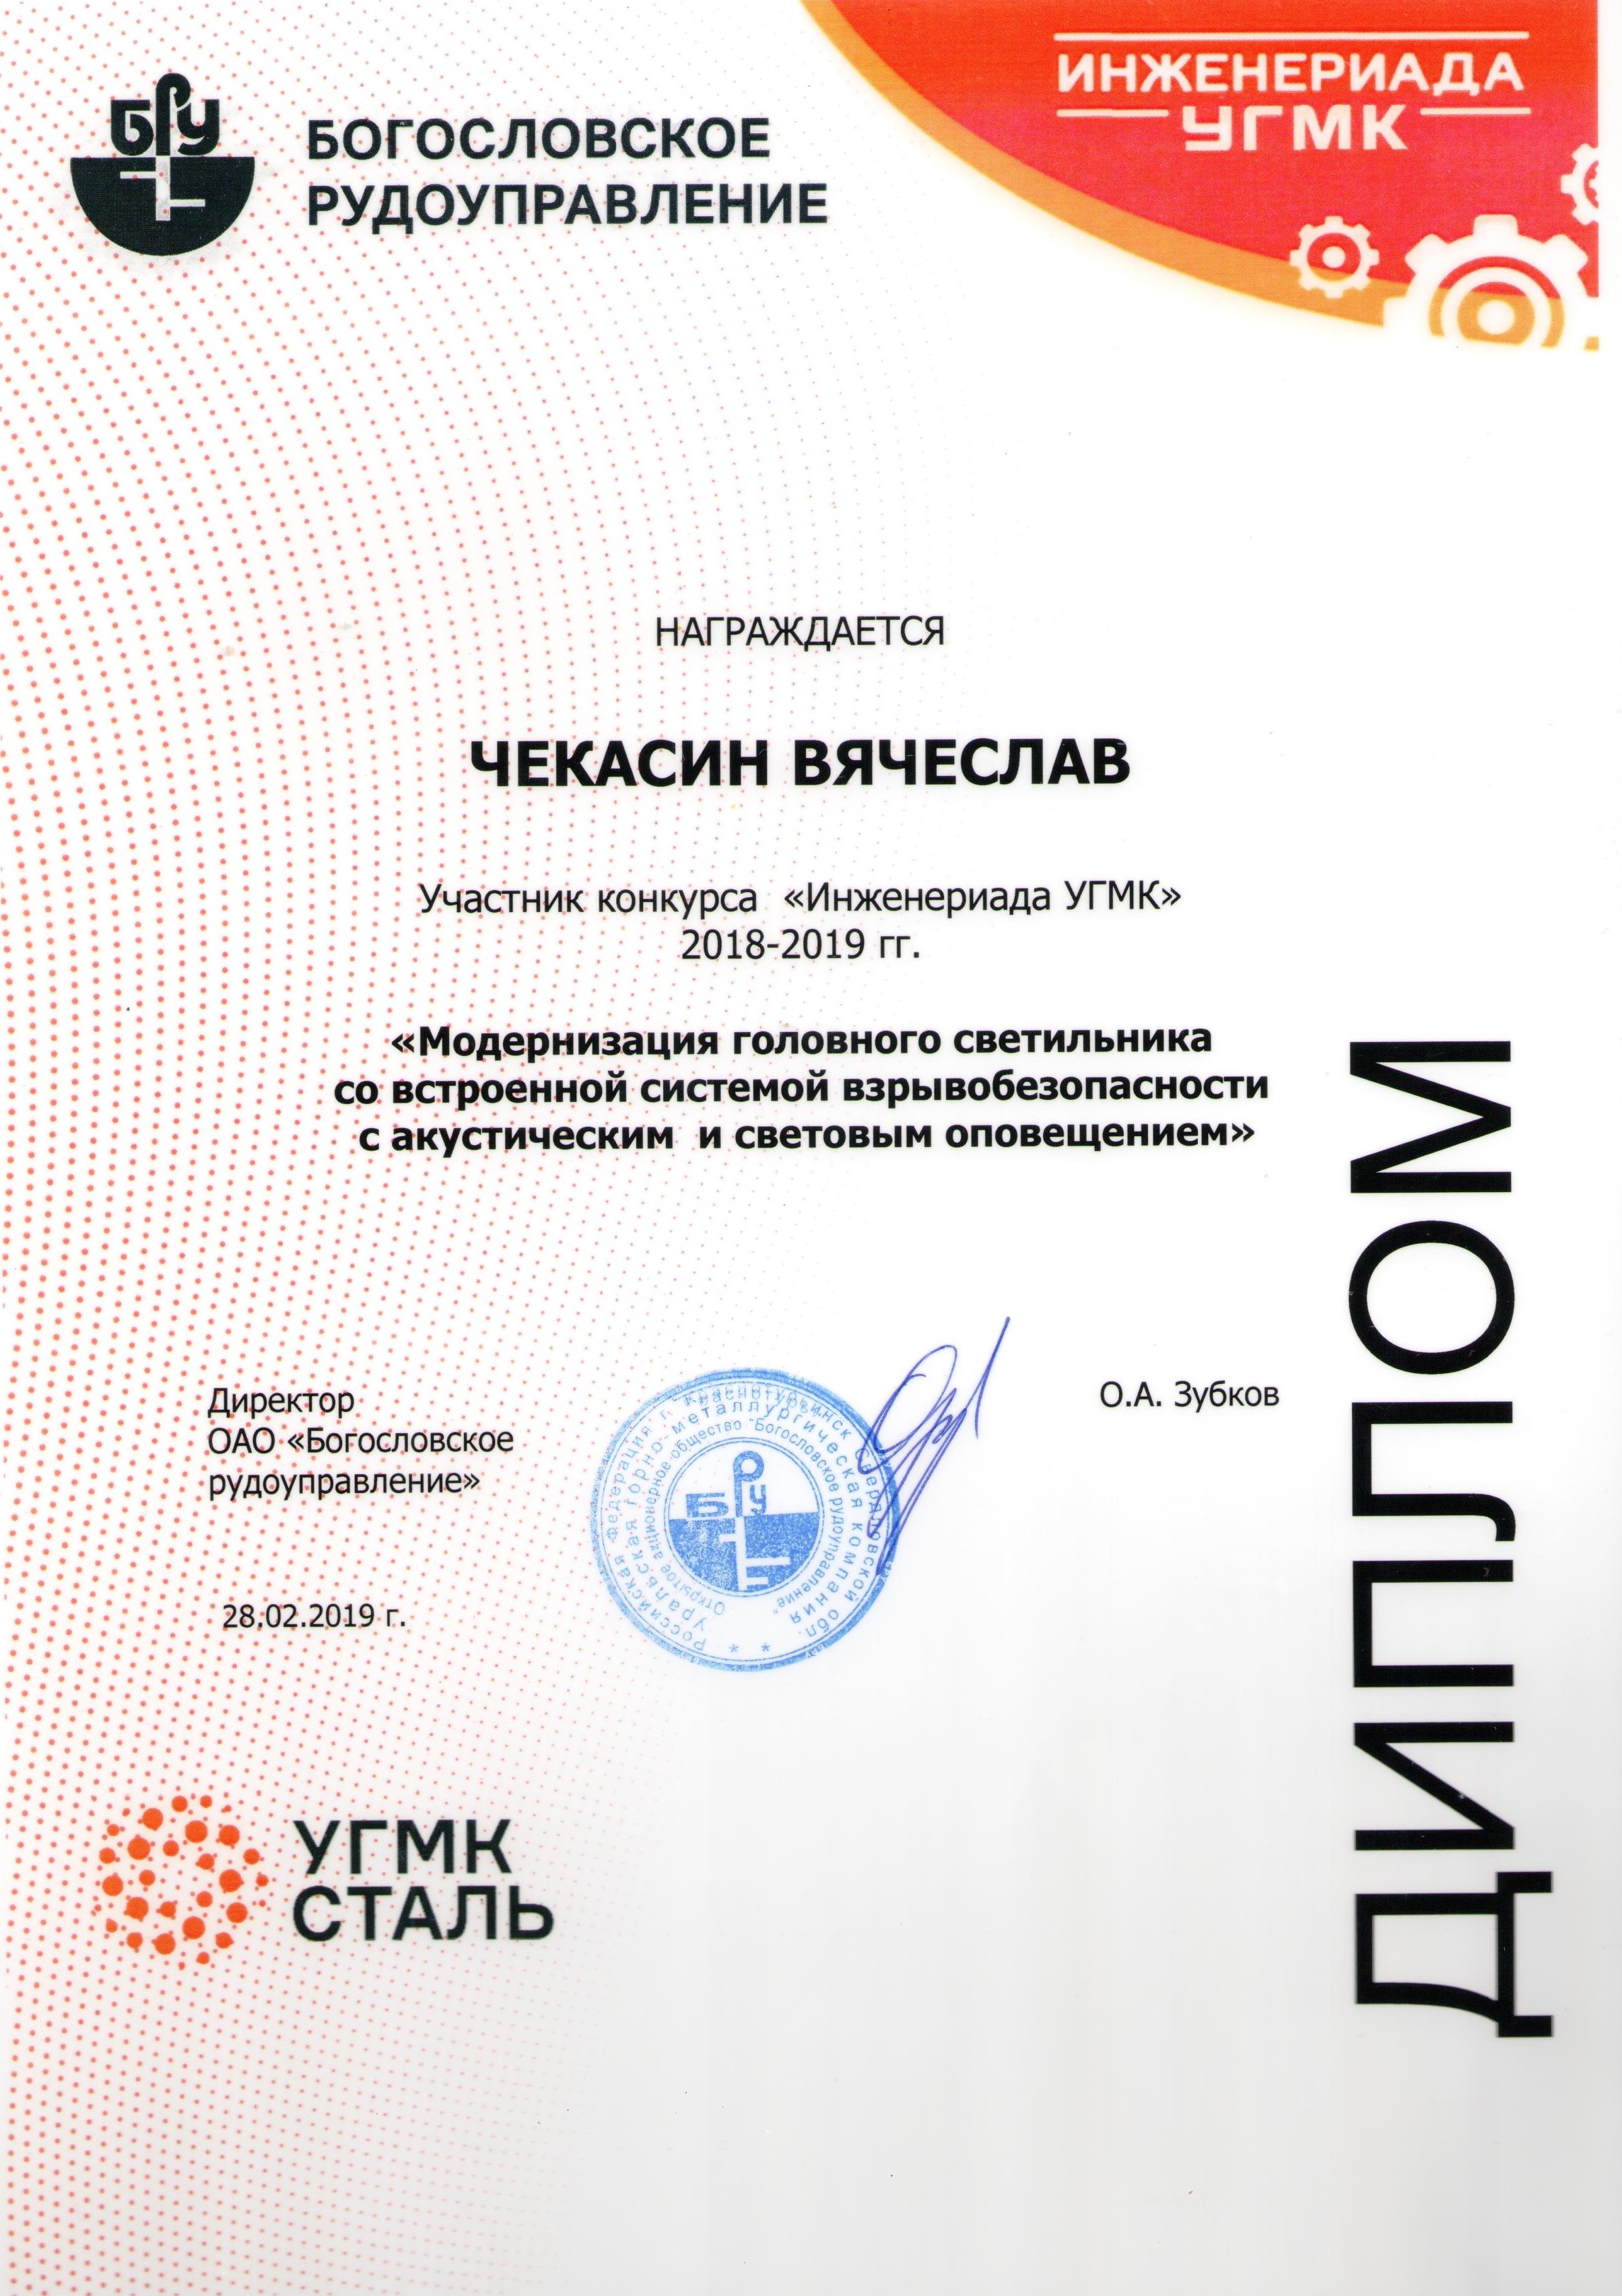 БРУ
БОГОСЛОВСКОЕ
РУДОУПРАВЛЕНИЕ
ИНЖЕНЕРИАДА
УГМК
НАГРАЖДАЕТСЯ
ЧЕКАСИН ВЯЧЕСЛАВ
Участник конкурса «Инженериада УГМК»
2018-2019 гг.
«Модернизация головного светильника
со встроенной системой взрывобезопасности
с акустическим и световым оповещением»
ДИПЛОМ
Директор
ОАО «Богословское
рудоуправление»
О.А. Зубков
Российская Федерация г. Краснотурьинск Свердловской обл.
Уральская горно-металлургическая компания
Открытое акционерное общество "Богословское рудоуправление"
БРУ
28.02.2019 г.
УГМК
СТАЛЬ